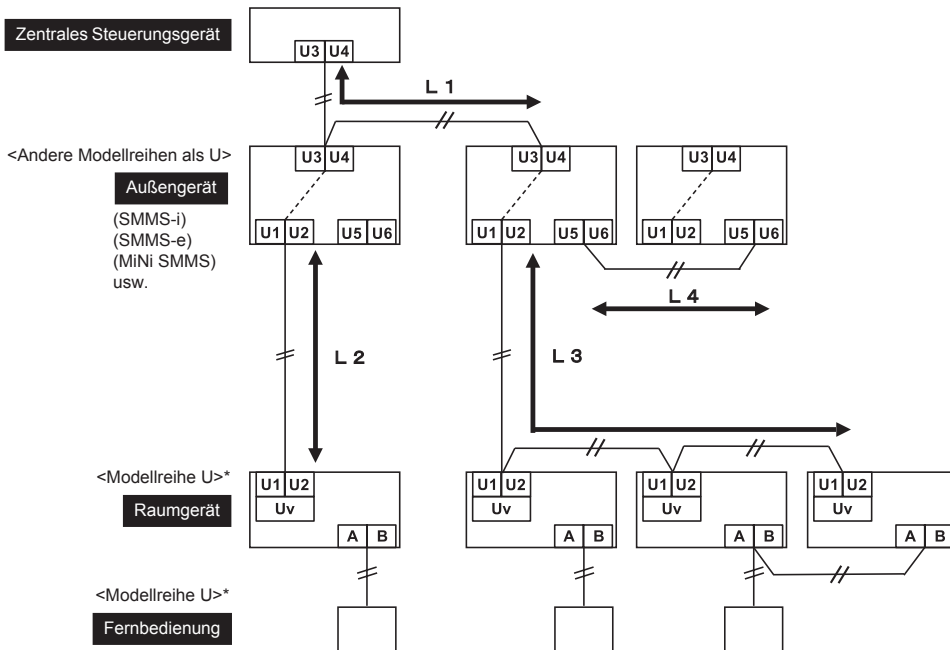 Zentrales Steuerungsgerät
U3 U4
L 1
<Andere Modellreihen als U>
U3 U4
U3 U4
U3 U4
Außengerät
(SMMS-i)
(SMMS-e)
(MiNi SMMS)
usw.
U1 U2 U5 U6
U1 U2 U5 U6
U1 U2 U5 U6
L 4
L 2
L 3
<Modellreihe U>*
Raumgerät
U1 U2
U1 U2
U1 U2
U1 U2
Uv
Uv
Uv
Uv
A B
A B
A B
A B
<Modellreihe U>*
Fernbedienung